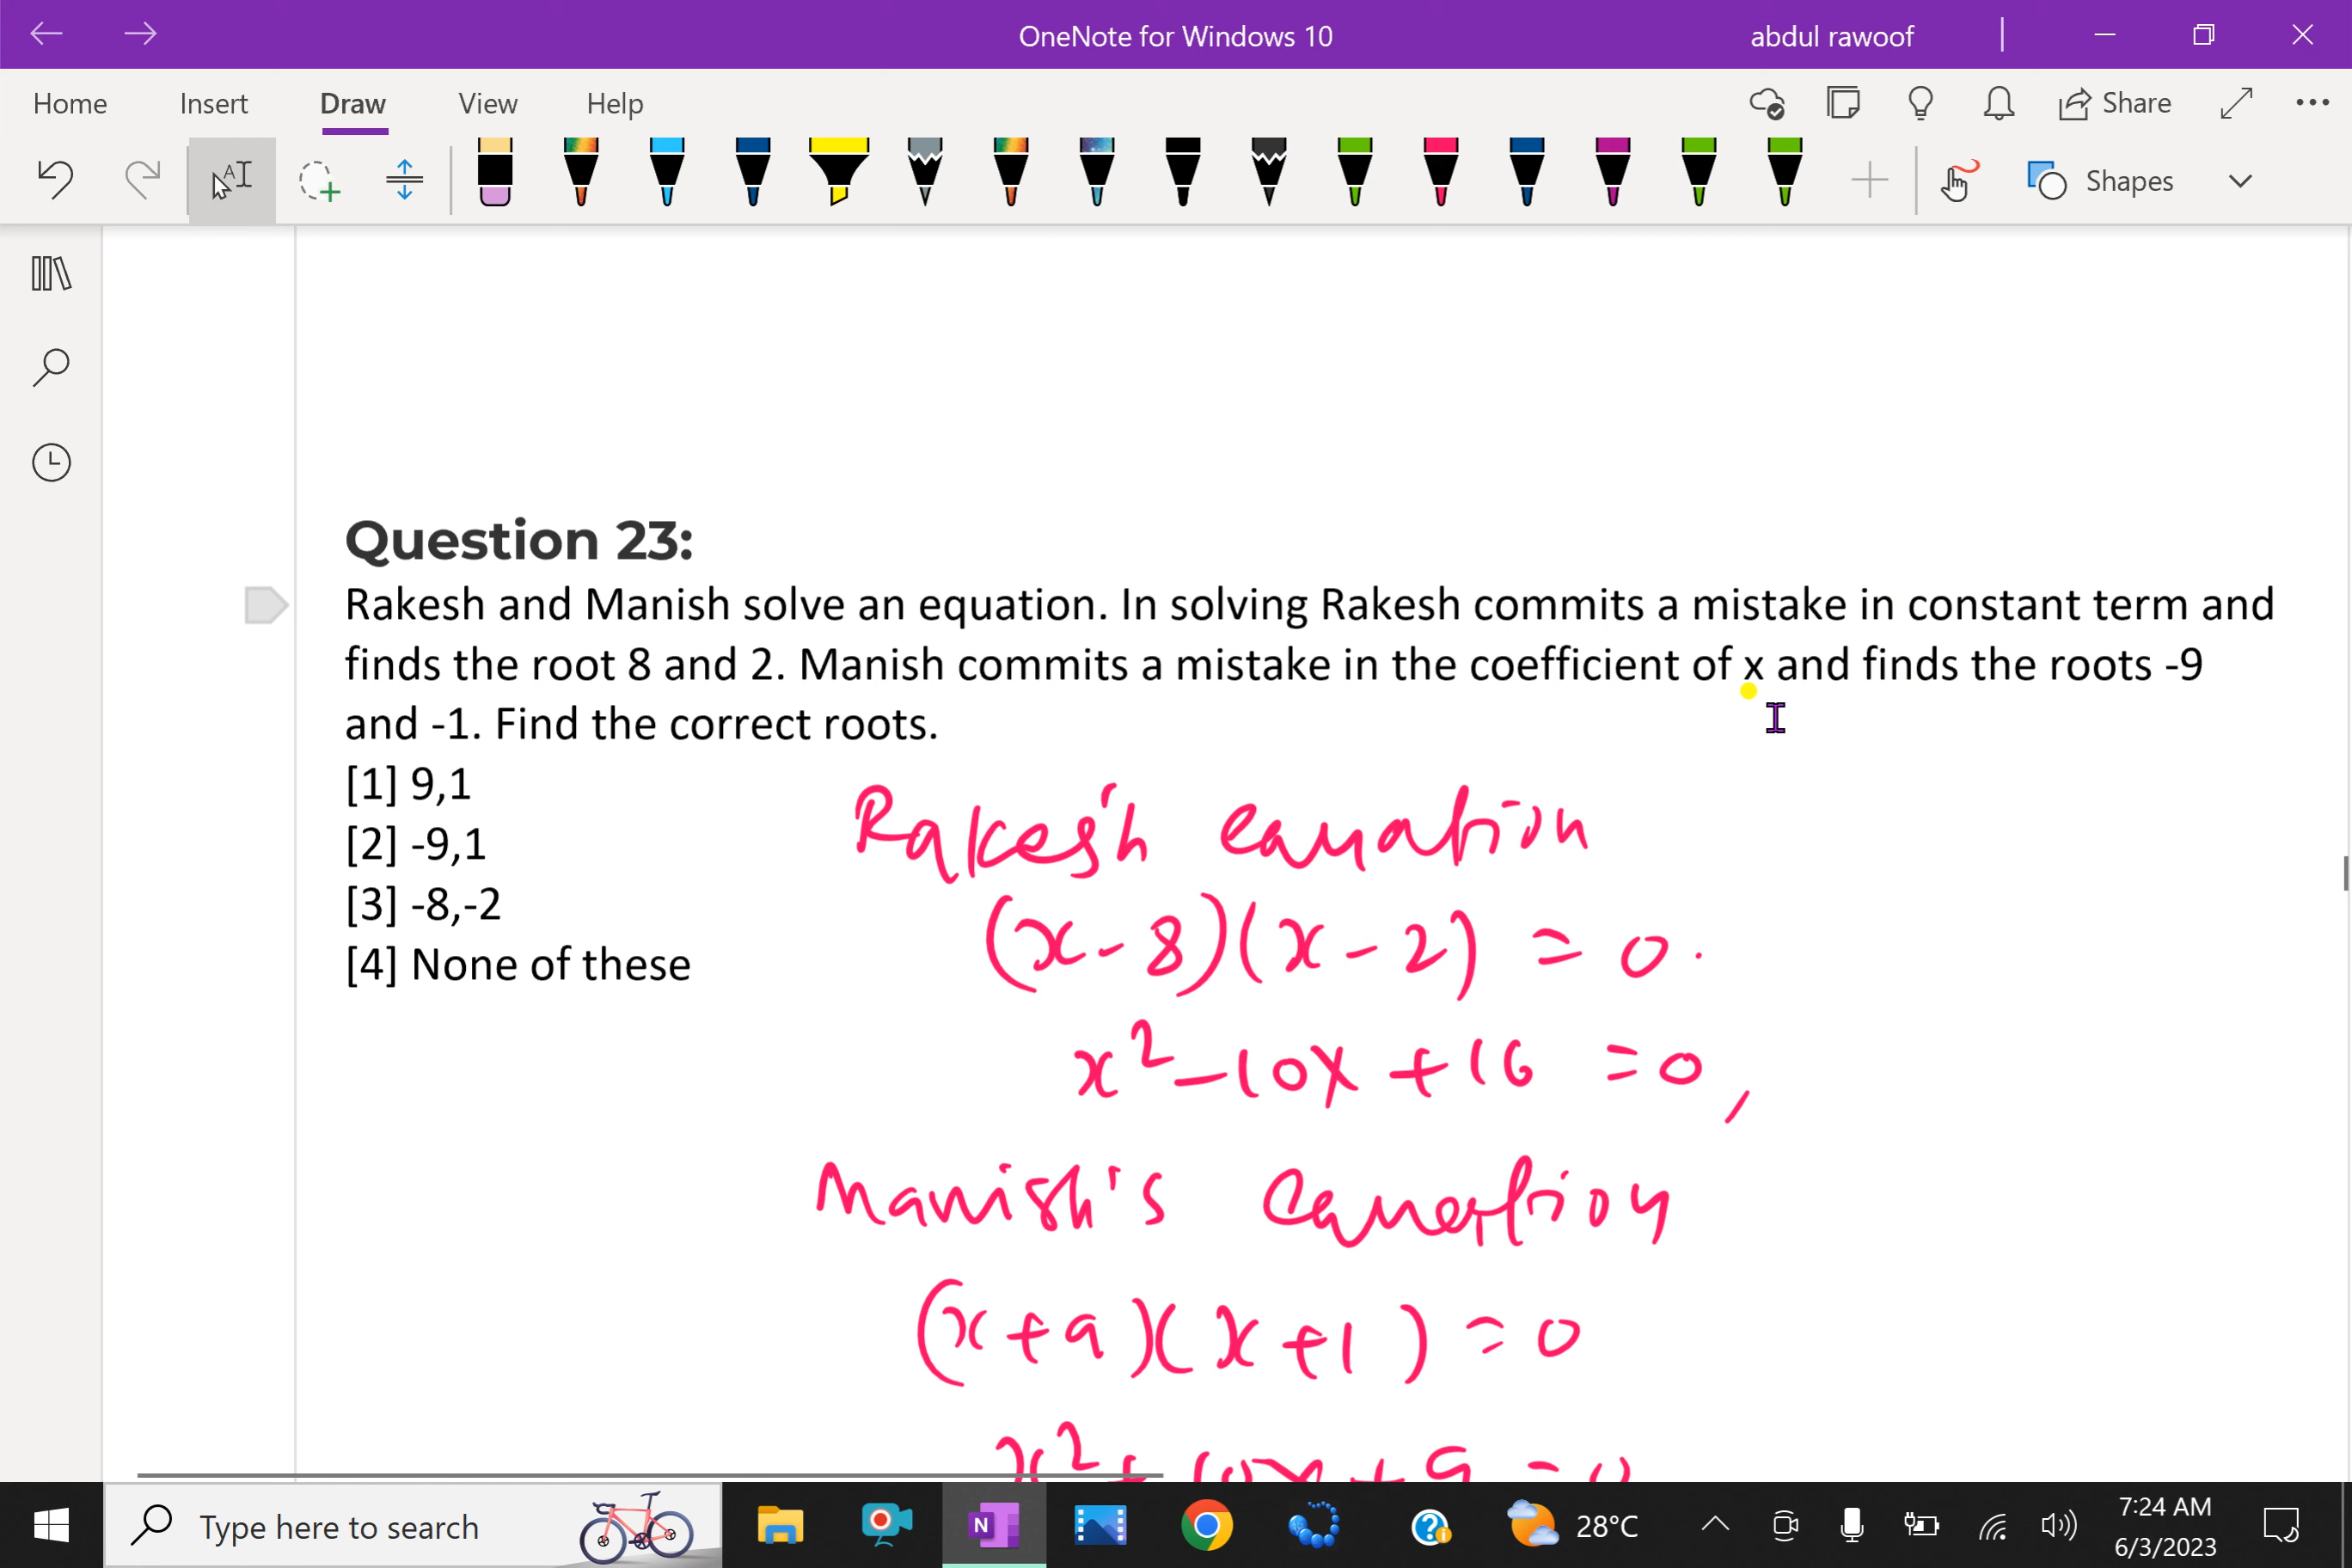 OneNote for Windows 10
abdul rawoof
Home Insert Draw View Help
Share
Shapes
Question 23:
Rakesh and Manish solve an equation. In solving Rakesh commits a mistake in constant term and
finds the root 8 and 2. Manish commits a mistake in the coefficient of x and finds the roots -9
and -1. Find the correct roots.
[1] 9,1
[2] -9,1
[3] -8,-2
[4] None of these
Rakesh equation
(x-8)(x-2) = 0.
x²-10x+16 =0,
Manish's equation
(x+9)(x+1)=0
x²+10x+9=0
Type here to search
28°C
7:24 AM
6/3/2023